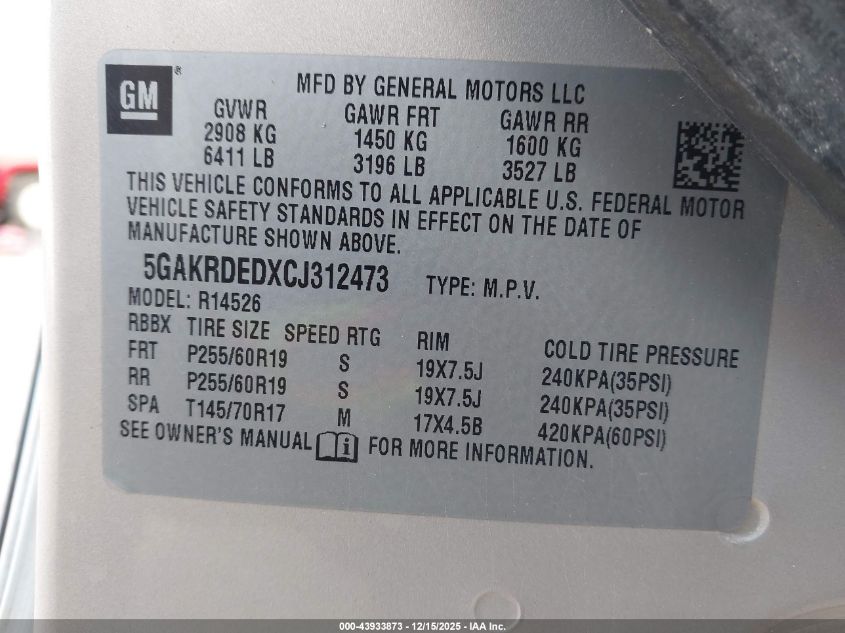 GM®
MFD BY GENERAL MOTORS LLC
GVWR GAWR FRT GAWR RR
2908 KG 1450 KG 1600 KG
6411 LB 3196 LB 3527 LB
THIS VEHICLE CONFORMS TO ALL APPLICABLE U.S. FEDERAL MOTOR
VEHICLE SAFETY STANDARDS IN EFFECT ON THE DATE OF
MANUFACTURE SHOWN ABOVE.
5GAKRDEDXCJ312473 TYPE: M.P.V.
MODEL: R14526
RBBX TIRE SIZE SPEED RTG RIM COLD TIRE PRESSURE
FRT P255/60R19 S 19X7.5J 240KPA(35PSI)
RR P255/60R19 S 19X7.5J 240KPA(35PSI)
SPA T145/70R17 M 17X4.5B 420KPA(60PSI)
SEE OWNER'S MANUAL i FOR MORE INFORMATION.
000-43933873 - 12/15/2025 - IAA Inc.